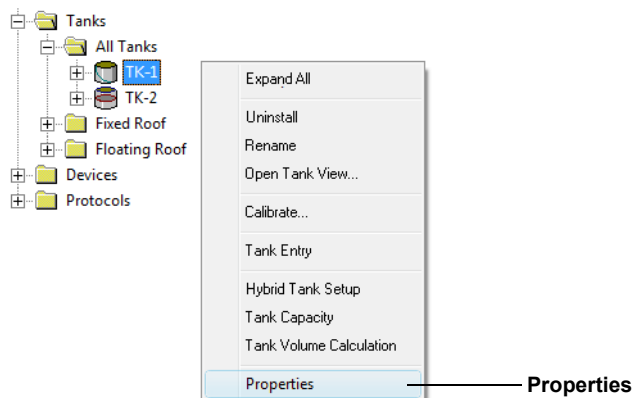 Tanks
All Tanks
TK-1
TK-2
Fixed Roof
Floating Roof
Devices
Protocols
Expand All
Uninstall
Rename
Open Tank View...
Calibrate...
Tank Entry
Hybrid Tank Setup
Tank Capacity
Tank Volume Calculation
Properties
Properties